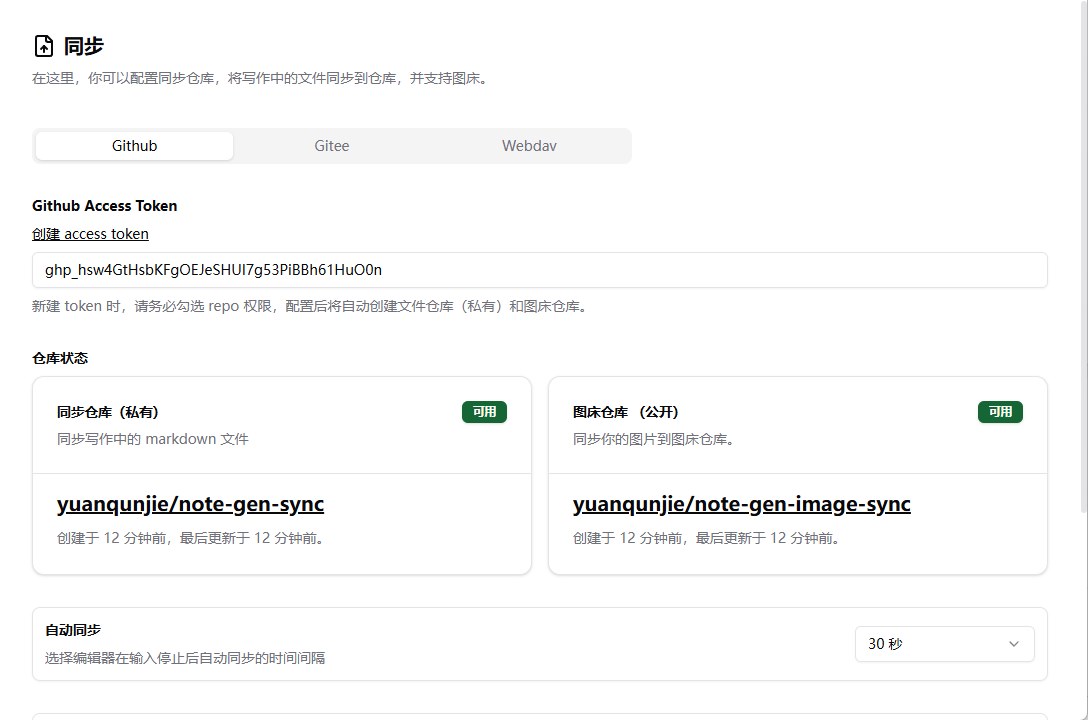 同步
在这里，你可以配置同步仓库，将写作中的文件同步到仓库，并支持图床。
Github Gitee Webdav
Github Access Token
创建 access token
新建 token 时，请务必勾选 repo 权限，配置后将自动创建文件仓库（私有）和图床仓库。
仓库状态
同步仓库（私有） 可用
同步写作中的 markdown 文件
yuanqunjie/note-gen-sync
创建于 12 分钟前，最后更新于 12 分钟前。
图床仓库 （公开） 可用
同步你的图片到图床仓库。
yuanqunjie/note-gen-image-sync
创建于 12 分钟前，最后更新于 12 分钟前。
自动同步
选择编辑器在输入停止后自动同步的时间间隔
30 秒